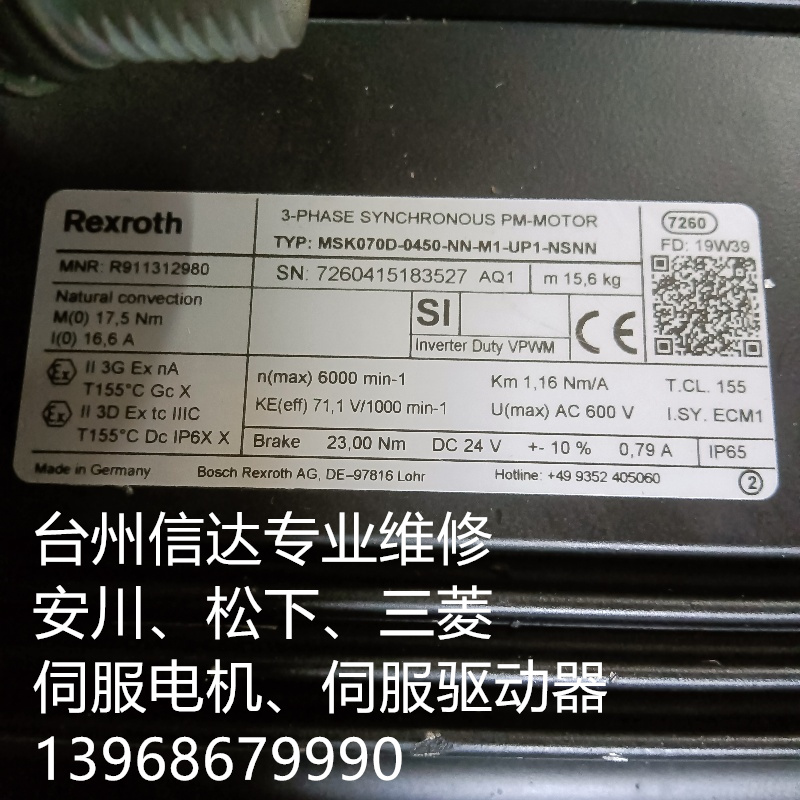 Rexroth
3-PHASE SYNCHRONOUS PM-MOTOR
7260
TYP: MSK070D-0450-NN-M1-UP1-NSNN
FD: 19W39
MNR: R911312980
SN: 7260415183527 AQ1
m 15,6 kg
Natural convection
M(0) 17,5 Nm
I(0) 16,6 A
SI
Inverter Duty VPWM
CE
Ex II 3G Ex nA
T155°C Gc X
Ex II 3D Ex tc IIIC
T155°C Dc IP6X X
n(max) 6000 min-1
Km 1,16 Nm/A
T.CL. 155
KE(eff) 71,1 V/1000 min-1
U(max) AC 600 V
I.SY. ECM1
Brake 23,00 Nm DC 24 V +- 10 % 0,79 A
IP65
Made in Germany
Bosch Rexroth AG, DE-97816 Lohr
Hotline: +49 9352 405060
2
台州信达专业维修
安川、松下、三菱
伺服电机、伺服驱动器
13968679990